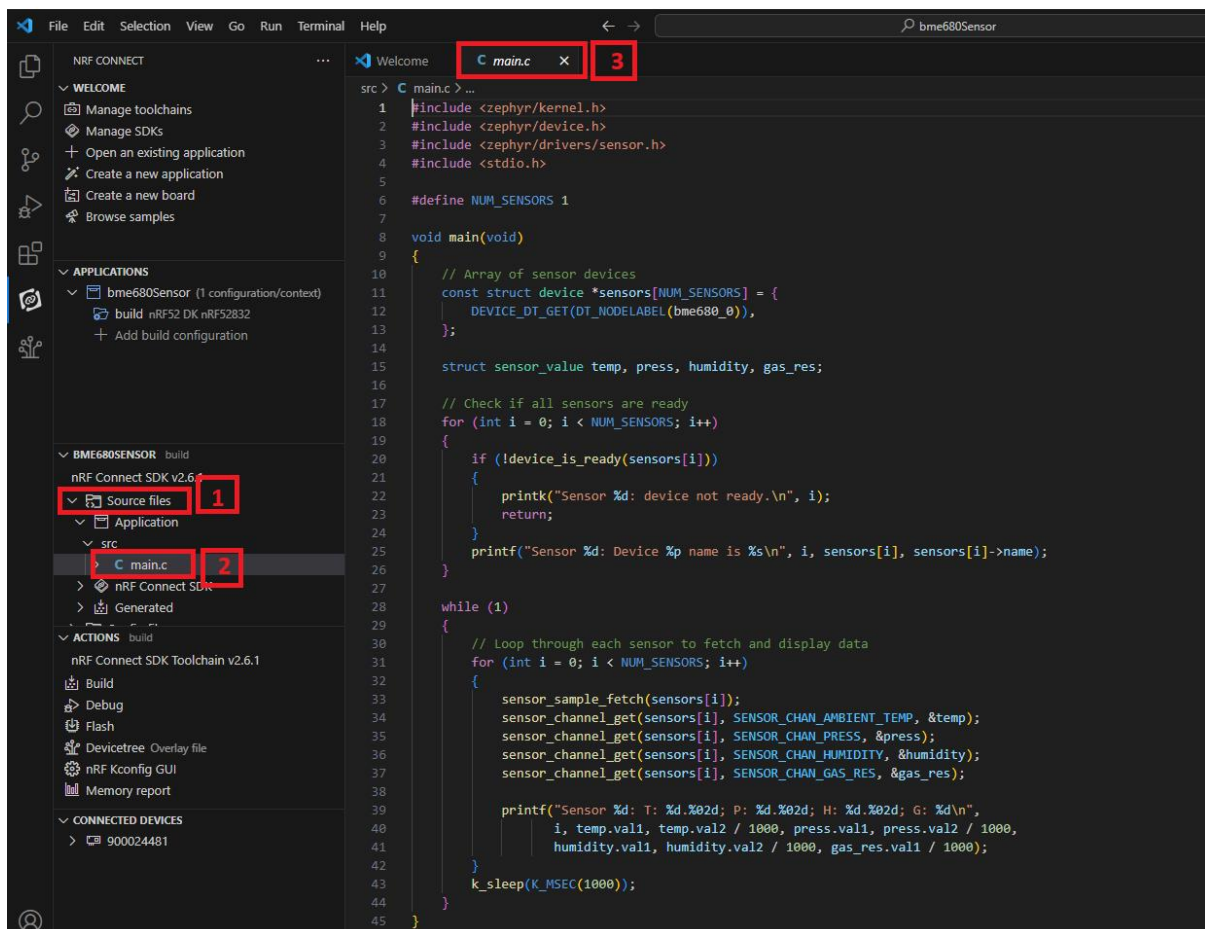 File Edit Selection View Go Run Terminal Help
bme680Sensor
NRF CONNECT
WELCOME
Manage toolchains
Manage SDKs
Open an existing application
Create a new application
Create a new board
Browse samples
APPLICATIONS
bme680Sensor (1 configuration/context)
build nRF52 DK nRF52832
Add build configuration
BME680SENSOR build
nRF Connect SDK v2.6.1
Source files
1
Application
src
C main.c
2
nRF Connect SDK
Generated
ACTIONS build
nRF Connect SDK Toolchain v2.6.1
Build
Debug
Flash
Devicetree Overlay file
nRF Kconfig GUI
Memory report
CONNECTED DEVICES
900024481
Welcome
C main.c ×
3
src > C main.c > ...
1 #include <zephyr/kernel.h>
2 #include <zephyr/device.h>
3 #include <zephyr/drivers/sensor.h>
4 #include <stdio.h>
5
6 #define NUM_SENSORS 1
7
8 void main(void)
9 {
10 // Array of sensor devices
11 const struct device *sensors[NUM_SENSORS] = {
12 DEVICE_DT_GET(DT_NODELABEL(bme680_0)),
13 };
14
15 struct sensor_value temp, press, humidity, gas_res;
16
17 // Check if all sensors are ready
18 for (int i = 0; i < NUM_SENSORS; i++)
19 {
20 if (!device_is_ready(sensors[i]))
21 {
22 printk("Sensor %d: device not ready.\n", i);
23 return;
24 }
25 printf("Sensor %d: Device %p name is %s\n", i, sensors[i], sensors[i]->name);
26 }
27
28 while (1)
29 {
30 // Loop through each sensor to fetch and display data
31 for (int i = 0; i < NUM_SENSORS; i++)
32 {
33 sensor_sample_fetch(sensors[i]);
34 sensor_channel_get(sensors[i], SENSOR_CHAN_AMBIENT_TEMP, &temp);
35 sensor_channel_get(sensors[i], SENSOR_CHAN_PRESS, &press);
36 sensor_channel_get(sensors[i], SENSOR_CHAN_HUMIDITY, &humidity);
37 sensor_channel_get(sensors[i], SENSOR_CHAN_GAS_RES, &gas_res);
38
39 printf("Sensor %d: T: %d.%02d; P: %d.%02d; H: %d.%02d; G: %d\n",
40 i, temp.val1, temp.val2 / 1000, press.val1, press.val2 / 1000,
41 humidity.val1, humidity.val2 / 1000, gas_res.val1 / 1000);
42 }
43 k_sleep(K_MSEC(1000));
44 }
45 }